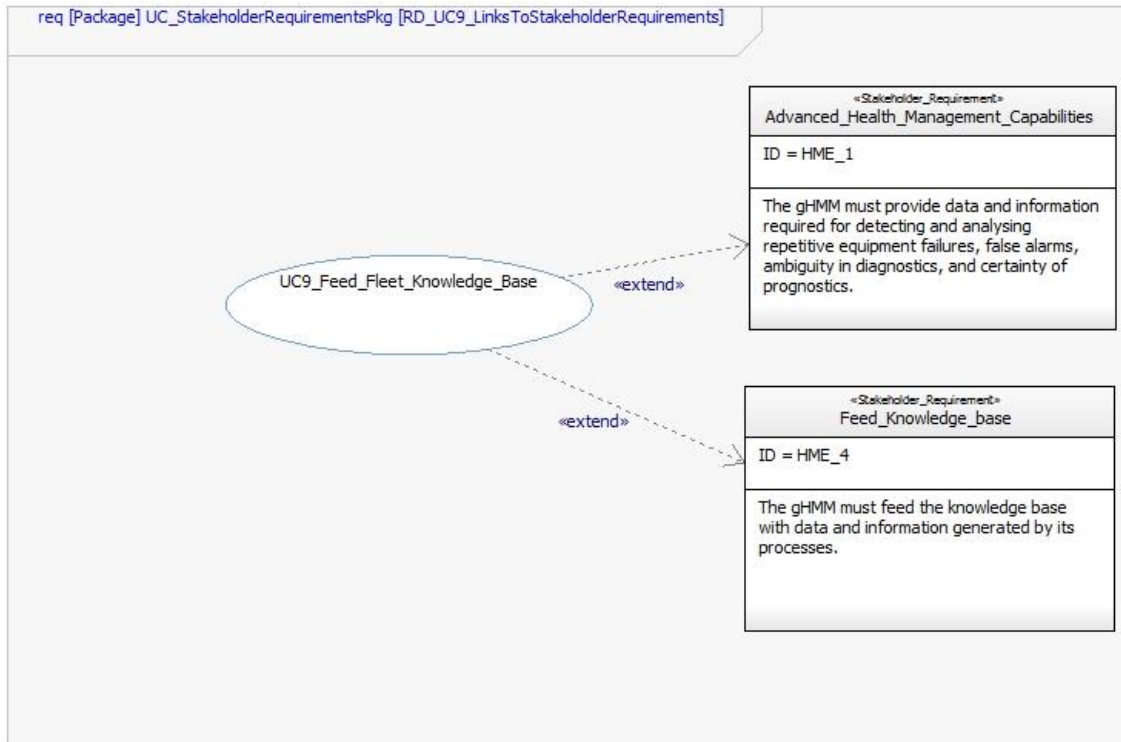 req [Package] UC_StakeholderRequirementsPkg [RD_UC9_LinksToStakeholderRequirements]
«Stakeholder_Requirement»
Advanced_Health_Management_Capabilities
ID = HME_1
The gHMM must provide data and information
required for detecting and analysing
repetitive equipment failures, false alarms,
ambiguity in diagnostics, and certainty of
prognostics.
UC9_Feed_Fleet_Knowledge_Base
«extend»
«extend»
«Stakeholder_Requirement»
Feed_Knowledge_base
ID = HME_4
The gHMM must feed the knowledge base
with data and information generated by its
processes.